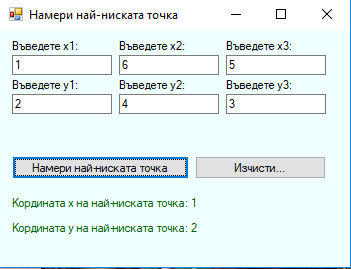 Намери най-ниската точка
Въведете x1: Въведете x2: Въведете x3:
1 6 5
Въведете y1: Въведете y2: Въведете y3:
2 4 3
Намери най-ниската точка Изчисти...
Кордината x на най-ниската точка: 1
Кордината y на най-ниската точка: 2